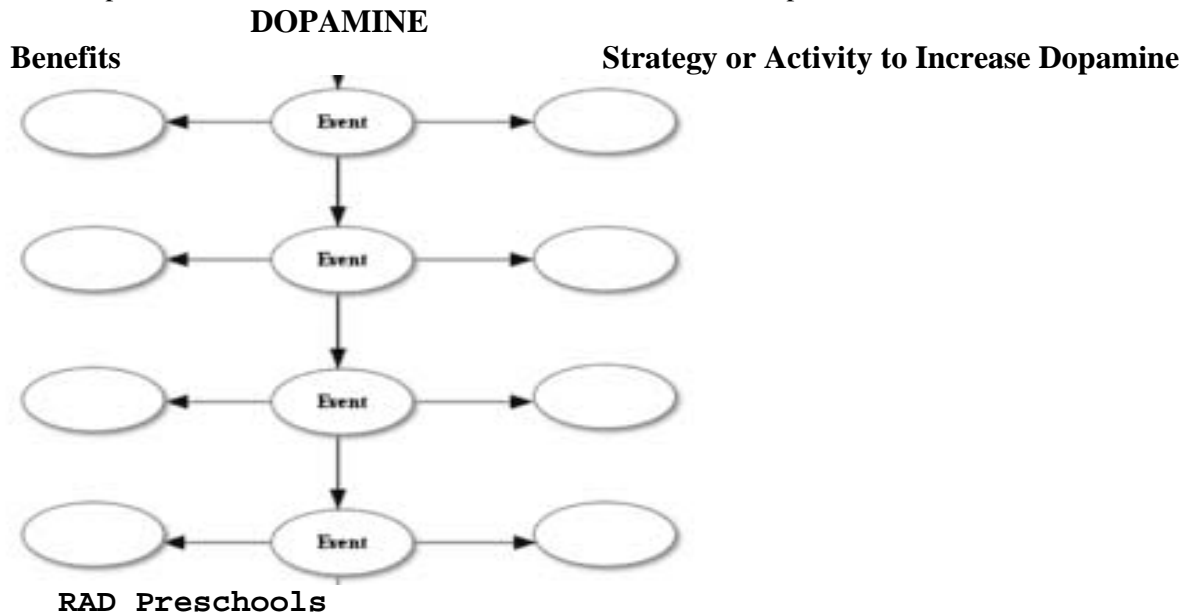 DOPAMINE
Benefits Strategy or Activity to Increase Dopamine
Event
Event
Event
Event
RAD Preschools